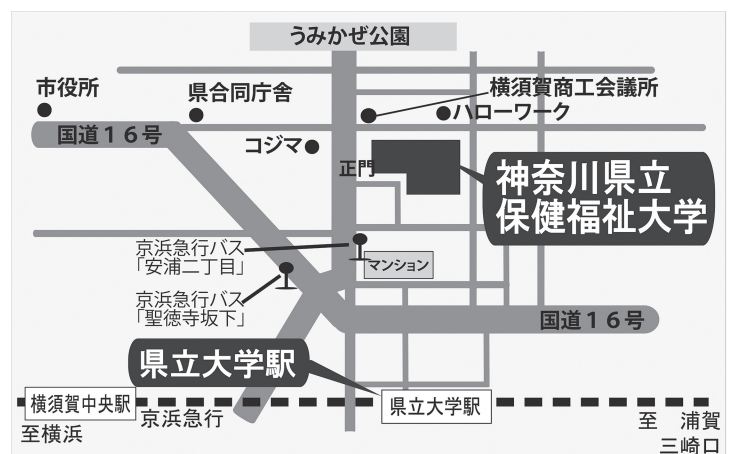 うみかぜ公園
市役所
県合同庁舎
横須賀商工会議所
ハローワーク
国道16号
コジマ
正門
神奈川県立
保健福祉大学
京浜急行バス
「安浦二丁目」
マンション
京浜急行バス
「聖徳寺坂下」
国道16号
県立大学駅
横須賀中央駅
京浜急行
県立大学駅
至横浜
至 浦賀
三崎口